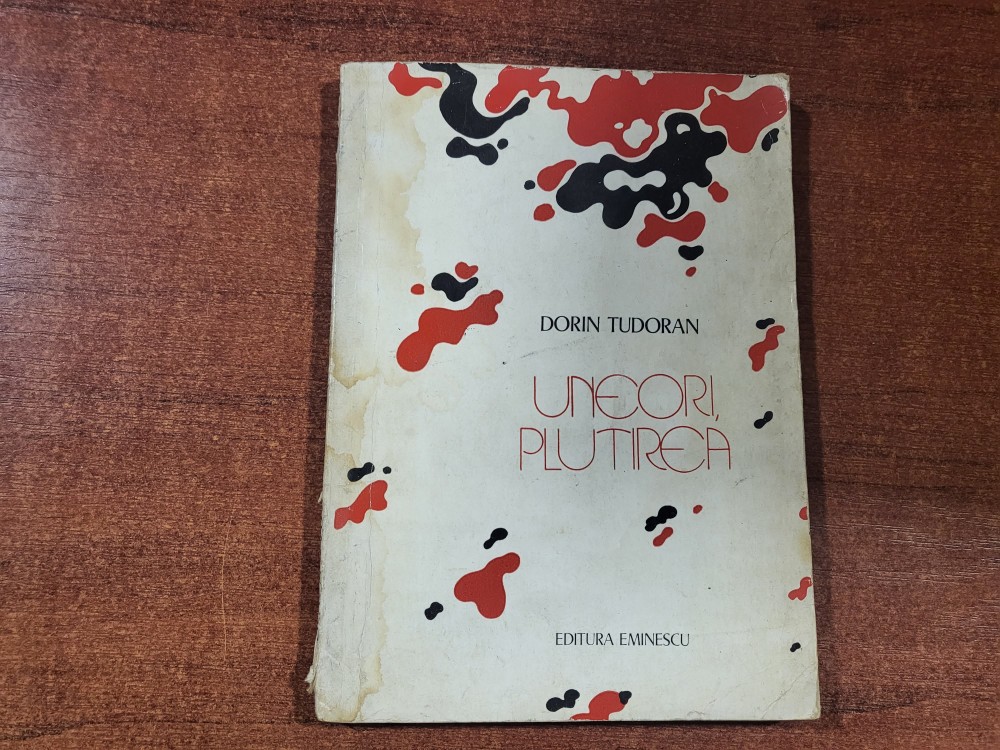 DORIN TUDORAN
UNEORI,
PLUTIREA
EDITURA EMINESCU